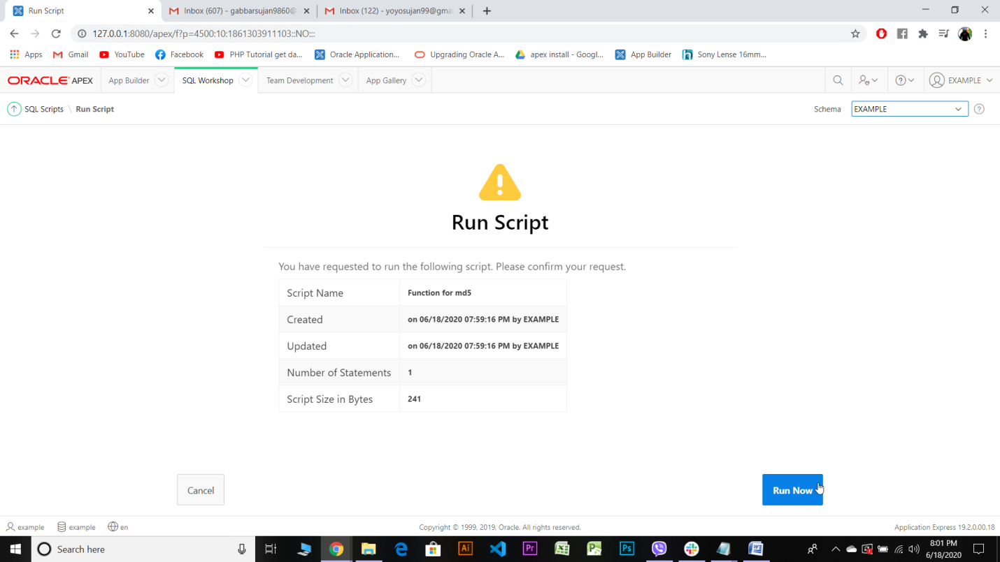 Run Script
Inbox (607) - gabbarsujan9860@
Inbox (122) - yoyosujan99@gmai
127.0.0.1:8080/apex/f?p=4500:10:1861303911103::NO:::
Apps
Gmail
YouTube
Facebook
PHP Tutorial get da...
Oracle Application...
Upgrading Oracle A...
apex install - Googl...
App Builder
Sony Lense 16mm...
ORACLE APEX
App Builder
SQL Workshop
Team Development
App Gallery
EXAMPLE
SQL Scripts \ Run Script
Schema
EXAMPLE
Run Script
You have requested to run the following script. Please confirm your request.
Script Name Function for md5
Created on 06/18/2020 07:59:16 PM by EXAMPLE
Updated on 06/18/2020 07:59:16 PM by EXAMPLE
Number of Statements 1
Script Size in Bytes 241
Cancel
Run Now
example
example
en
Copyright © 1999, 2019, Oracle. All rights reserved.
Application Express 19.2.0.00.18
Search here
Ai
Pr
Ps
8:01 PM
6/18/2020